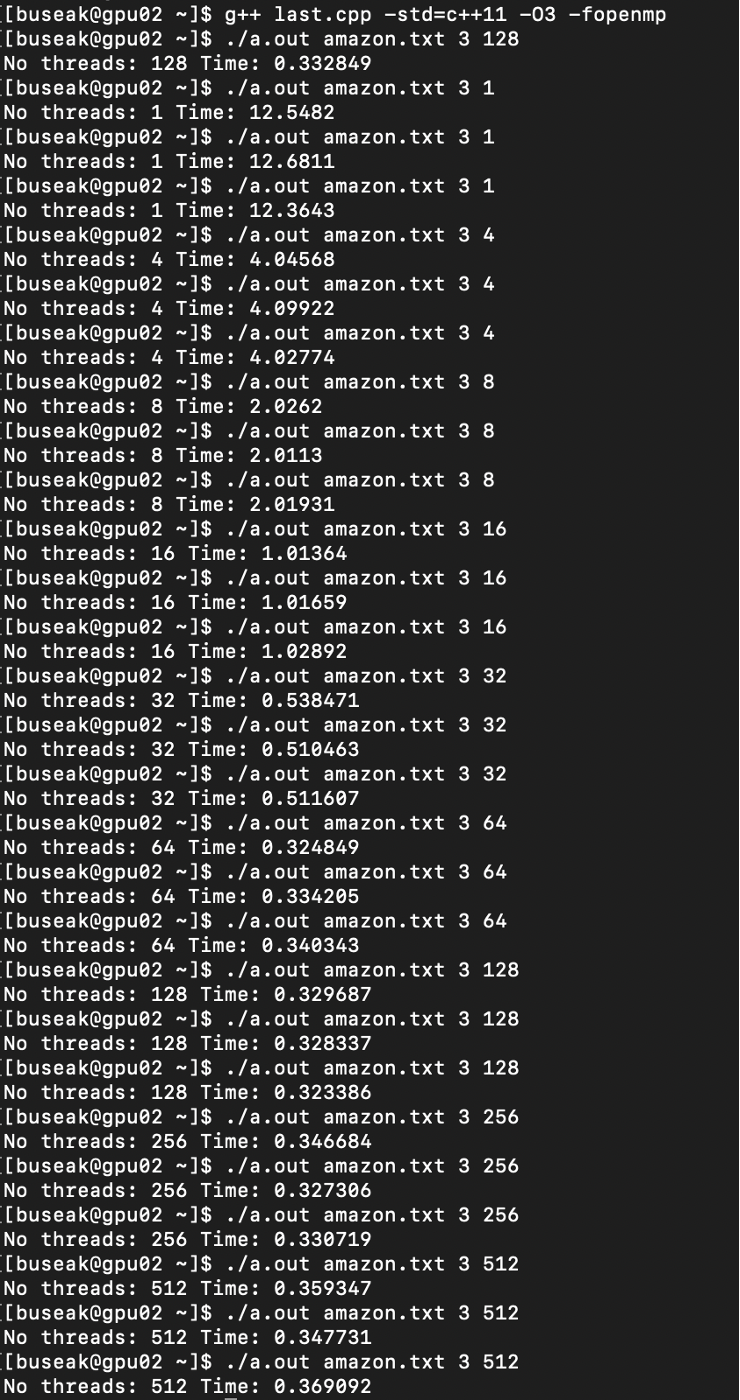 [[buseak@gpu02 ~]$ g++ last.cpp -std=c++11 -O3 -fopenmp
[[buseak@gpu02 ~]$ ./a.out amazon.txt 3 128
No threads: 128 Time: 0.332849
[[buseak@gpu02 ~]$ ./a.out amazon.txt 3 1
No threads: 1 Time: 12.5482
[[buseak@gpu02 ~]$ ./a.out amazon.txt 3 1
No threads: 1 Time: 12.6811
[[buseak@gpu02 ~]$ ./a.out amazon.txt 3 1
No threads: 1 Time: 12.3643
[[buseak@gpu02 ~]$ ./a.out amazon.txt 3 4
No threads: 4 Time: 4.04568
[[buseak@gpu02 ~]$ ./a.out amazon.txt 3 4
No threads: 4 Time: 4.09922
[[buseak@gpu02 ~]$ ./a.out amazon.txt 3 4
No threads: 4 Time: 4.02774
[[buseak@gpu02 ~]$ ./a.out amazon.txt 3 8
No threads: 8 Time: 2.0262
[[buseak@gpu02 ~]$ ./a.out amazon.txt 3 8
No threads: 8 Time: 2.0113
[[buseak@gpu02 ~]$ ./a.out amazon.txt 3 8
No threads: 8 Time: 2.01931
[[buseak@gpu02 ~]$ ./a.out amazon.txt 3 16
No threads: 16 Time: 1.01364
[[buseak@gpu02 ~]$ ./a.out amazon.txt 3 16
No threads: 16 Time: 1.01659
[[buseak@gpu02 ~]$ ./a.out amazon.txt 3 16
No threads: 16 Time: 1.02892
[[buseak@gpu02 ~]$ ./a.out amazon.txt 3 32
No threads: 32 Time: 0.538471
[[buseak@gpu02 ~]$ ./a.out amazon.txt 3 32
No threads: 32 Time: 0.510463
[[buseak@gpu02 ~]$ ./a.out amazon.txt 3 32
No threads: 32 Time: 0.511607
[[buseak@gpu02 ~]$ ./a.out amazon.txt 3 64
No threads: 64 Time: 0.324849
[[buseak@gpu02 ~]$ ./a.out amazon.txt 3 64
No threads: 64 Time: 0.334205
[[buseak@gpu02 ~]$ ./a.out amazon.txt 3 64
No threads: 64 Time: 0.340343
[[buseak@gpu02 ~]$ ./a.out amazon.txt 3 128
No threads: 128 Time: 0.329687
[[buseak@gpu02 ~]$ ./a.out amazon.txt 3 128
No threads: 128 Time: 0.328337
[[buseak@gpu02 ~]$ ./a.out amazon.txt 3 128
No threads: 128 Time: 0.323386
[[buseak@gpu02 ~]$ ./a.out amazon.txt 3 256
No threads: 256 Time: 0.346684
[[buseak@gpu02 ~]$ ./a.out amazon.txt 3 256
No threads: 256 Time: 0.327306
[[buseak@gpu02 ~]$ ./a.out amazon.txt 3 256
No threads: 256 Time: 0.330719
[[buseak@gpu02 ~]$ ./a.out amazon.txt 3 512
No threads: 512 Time: 0.359347
[[buseak@gpu02 ~]$ ./a.out amazon.txt 3 512
No threads: 512 Time: 0.347731
[[buseak@gpu02 ~]$ ./a.out amazon.txt 3 512
No threads: 512 Time: 0.369092